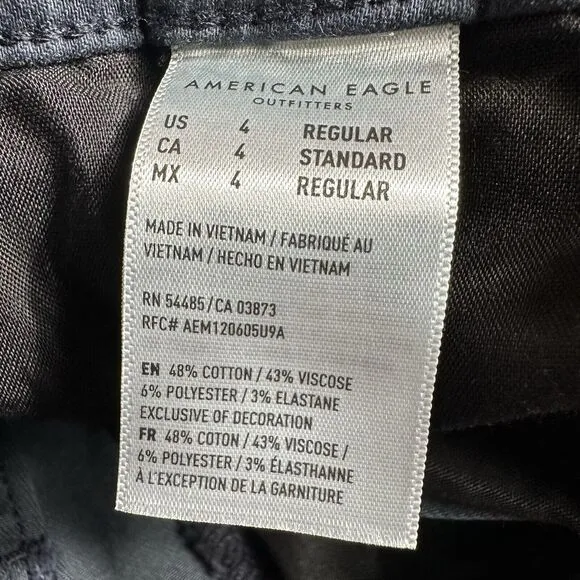 AMERICAN EAGLE
OUTFITTERS
US 4 REGULAR
CA 4 STANDARD
MX 4 REGULAR
MADE IN VIETNAM / FABRIQUÉ AU
VIETNAM / HECHO EN VIETNAM
RN 54485 / CA 03873
RFC# AEM120605U9A
EN 48% COTTON / 43% VISCOSE
6% POLYESTER / 3% ELASTANE
EXCLUSIVE OF DECORATION
FR 48% COTON / 43% VISCOSE /
6% POLYESTER / 3% ÉLASTHANNE
À L'EXCEPTION DE LA GARNITURE